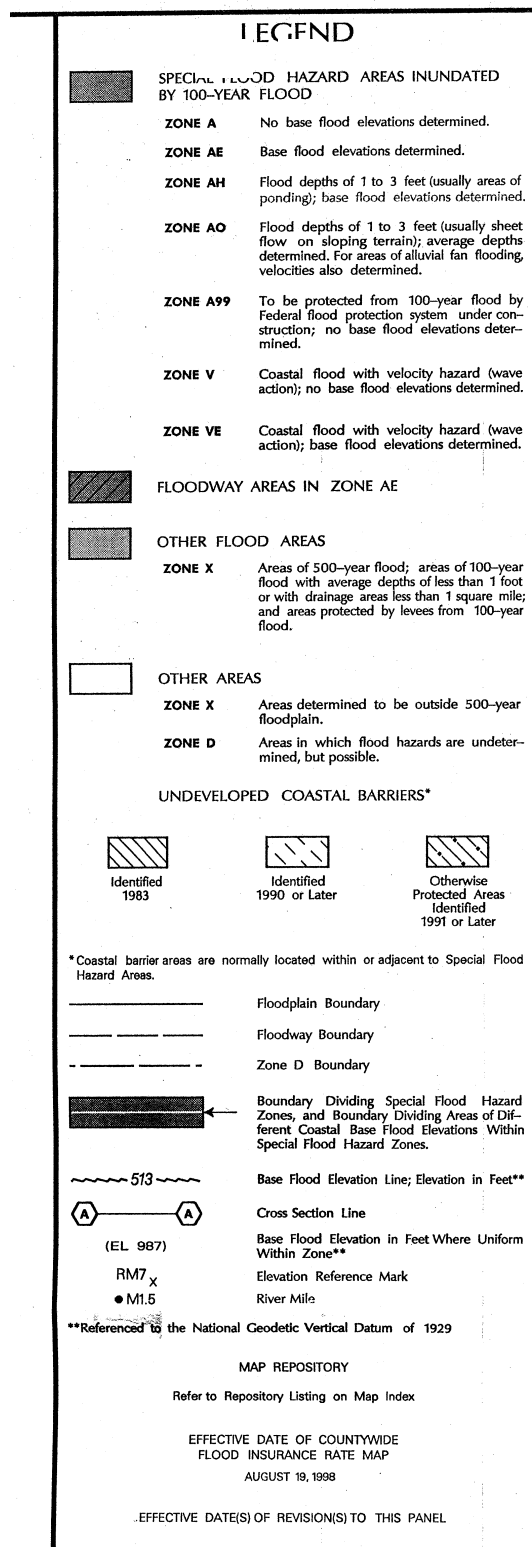 LEGEND
SPECIAL FLOOD HAZARD AREAS INUNDATED
BY 100–YEAR FLOOD
ZONE A No base flood elevations determined.
ZONE AE Base flood elevations determined.
ZONE AH Flood depths of 1 to 3 feet (usually areas of
ponding); base flood elevations determined.
ZONE AO Flood depths of 1 to 3 feet (usually sheet
flow on sloping terrain); average depths
determined. For areas of alluvial fan flooding,
velocities also determined.
ZONE A99 To be protected from 100–year flood by
Federal flood protection system under con–
struction; no base flood elevations deter–
mined.
ZONE V Coastal flood with velocity hazard (wave
action); no base flood elevations determined.
ZONE VE Coastal flood with velocity hazard (wave
action); base flood elevations determined.
FLOODWAY AREAS IN ZONE AE
OTHER FLOOD AREAS
ZONE X Areas of 500–year flood; areas of 100–year
flood with average depths of less than 1 foot
or with drainage areas less than 1 square mile;
and areas protected by levees from 100–year
flood.
OTHER AREAS
ZONE X Areas determined to be outside 500–year
floodplain.
ZONE D Areas in which flood hazards are undeter–
mined, but possible.
UNDEVELOPED COASTAL BARRIERS*
Identified
1983
Identified
1990 or Later
Otherwise
Protected Areas
Identified
1991 or Later
*Coastal barrier areas are normally located within or adjacent to Special Flood
Hazard Areas.
Floodplain Boundary
Floodway Boundary
Zone D Boundary
Boundary Dividing Special Flood Hazard
Zones, and Boundary Dividing Areas of Dif–
ferent Coastal Base Flood Elevations Within
Special Flood Hazard Zones.
513 Base Flood Elevation Line; Elevation in Feet**
A A Cross Section Line
(EL 987) Base Flood Elevation in Feet Where Uniform
Within Zone**
RM7 X Elevation Reference Mark
● M1.5 River Mile
**Referenced to the National Geodetic Vertical Datum of 1929
MAP REPOSITORY
Refer to Repository Listing on Map Index
EFFECTIVE DATE OF COUNTYWIDE
FLOOD INSURANCE RATE MAP
AUGUST 19, 1998
EFFECTIVE DATE(S) OF REVISION(S) TO THIS PANEL